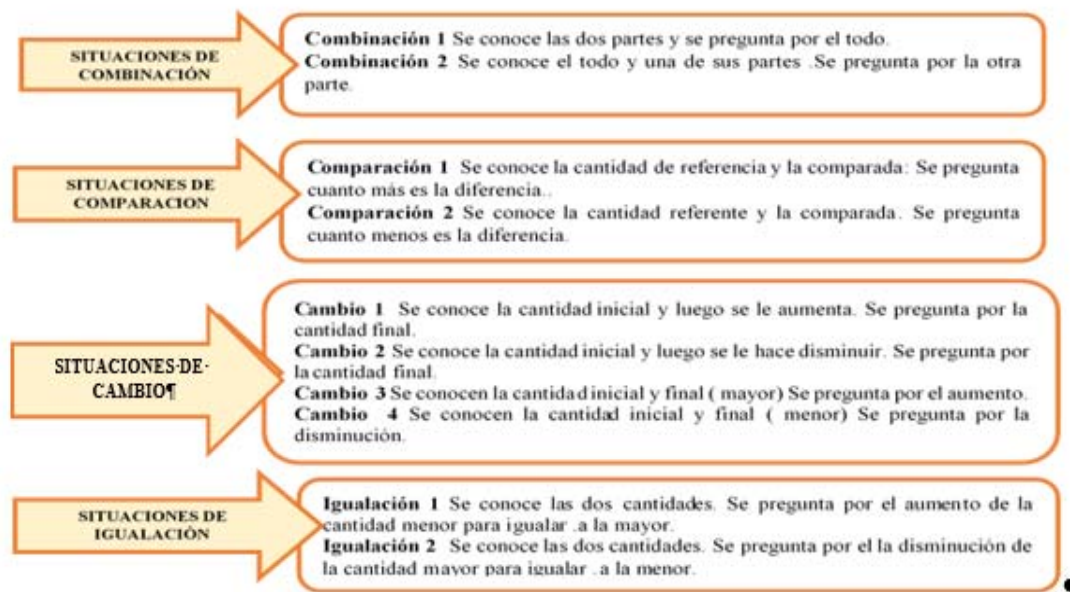 SITUACIONES DE
COMBINACIÓN
Combinación 1 Se conoce las dos partes y se pregunta por el todo.
Combinación 2 Se conoce el todo y una de sus partes .Se pregunta por la otra
parte.
SITUACIONES DE
COMPARACION
Comparación 1 Se conoce la cantidad de referencia y la comparada: Se pregunta
cuanto más es la diferencia..
Comparación 2 Se conoce la cantidad referente y la comparada. Se pregunta
cuanto menos es la diferencia.
SITUACIONES·DE·
CAMBIO¶
Cambio 1 Se conoce la cantidad inicial y luego se le aumenta. Se pregunta por la
cantidad final.
Cambio 2 Se conoce la cantidad inicial y luego se le hace disminuir. Se pregunta por
la cantidad final.
Cambio 3 Se conocen la cantidad inicial y final ( mayor) Se pregunta por el aumento.
Cambio 4 Se conocen la cantidad inicial y final ( menor) Se pregunta por la
disminución.
SITUACIONES DE
IGUALACIÓN
Igualación 1 Se conoce las dos cantidades. Se pregunta por el aumento de la
cantidad menor para igualar .a la mayor.
Igualación 2 Se conoce las dos cantidades. Se pregunta por el la disminución de
la cantidad mayor para igualar .a la menor.